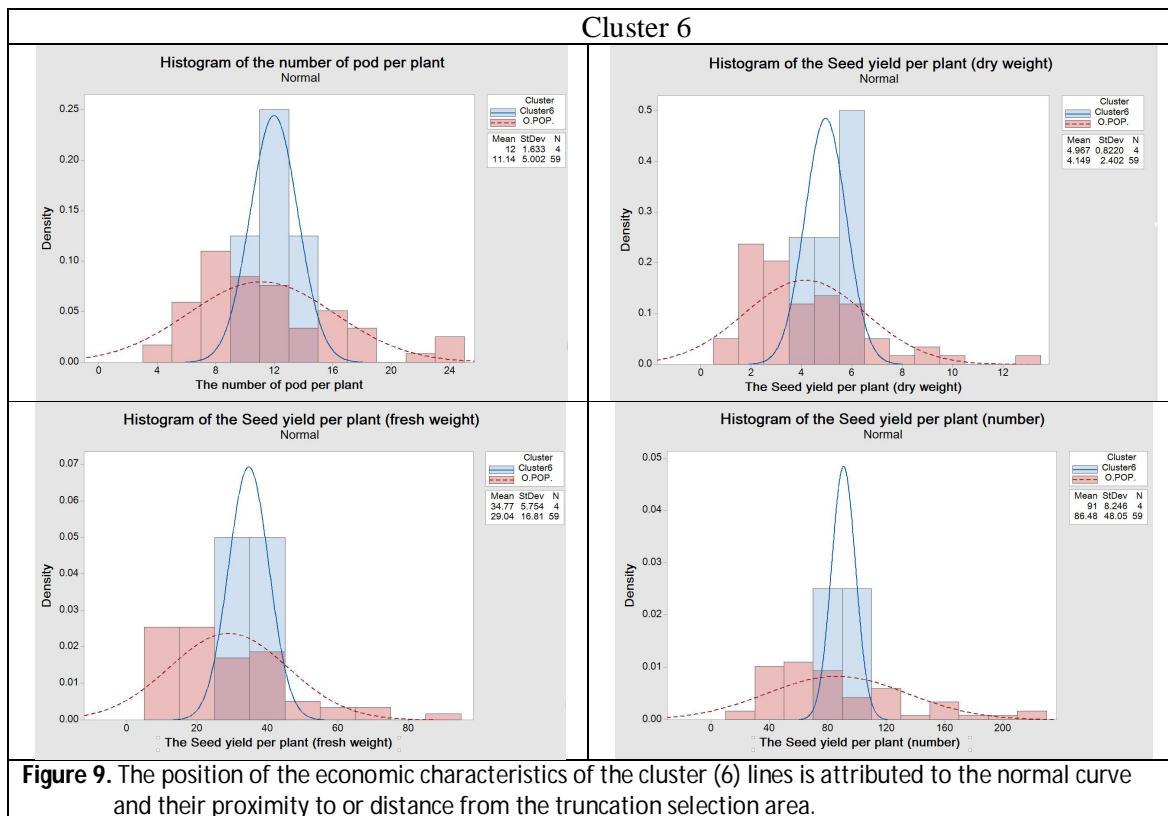 Cluster 6
Histogram of the number of pod per plant
Normal
0.25
0.20
0.15
0.10
0.05
0.00
Density
0 4 8 12 16 20 24
The number of pod per plant
Cluster
Cluster6
O.POP.
Mean StDev N
12 1.633 4
11.14 5.002 59
Histogram of the Seed yield per plant (dry weight)
Normal
0.5
0.4
0.3
0.2
0.1
0.0
Density
0 2 4 6 8 10 12
The Seed yield per plant (dry weight)
Cluster
Cluster6
O.POP.
Mean StDev N
4.967 0.8220 4
4.149 2.402 59
Histogram of the Seed yield per plant (fresh weight)
Normal
0.07
0.06
0.05
0.04
0.03
0.02
0.01
0.00
Density
0 20 40 60 80
The Seed yield per plant (fresh weight)
Cluster
Cluster6
O.POP.
Mean StDev N
34.77 5.754 4
29.04 16.81 59
Histogram of the Seed yield per plant (number)
Normal
0.05
0.04
0.03
0.02
0.01
0.00
Density
0 40 80 120 160 200
The Seed yield per plant (number)
Cluster
Cluster6
O.POP.
Mean StDev N
91 8.246 4
86.48 48.05 59
Figure 9. The position of the economic characteristics of the cluster (6) lines is attributed to the normal curve
and their proximity to or distance from the truncation selection area.